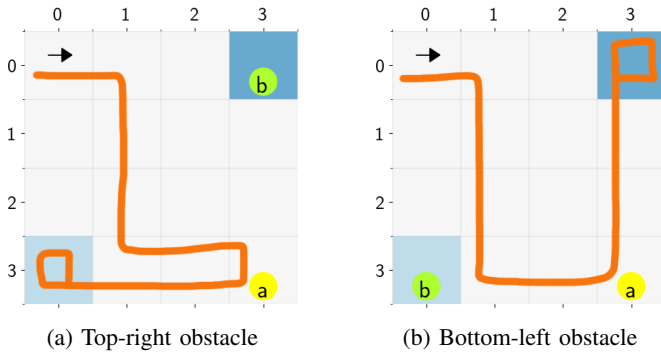 0 1 2 3 0 1 2 3
0 b 0
1 1
2 2
3 a 3 b a
(a) Top-right obstacle (b) Bottom-left obstacle